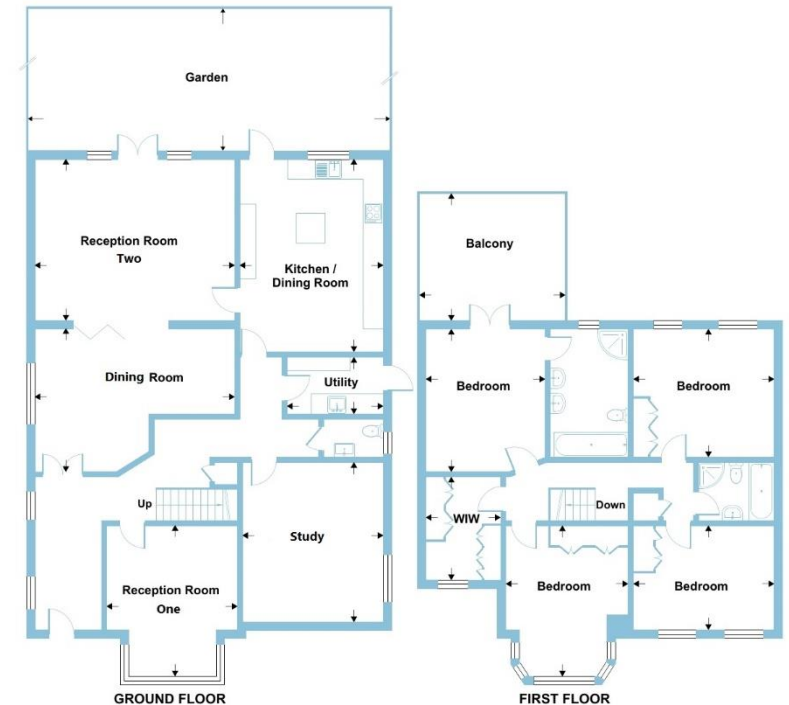 Garden
Reception Room
Two
Kitchen /
Dining Room
Dining Room
Utility
Up
Study
Reception Room
One
GROUND FLOOR
Balcony
Bedroom
Bedroom
WIW
Down
Bedroom
Bedroom
FIRST FLOOR